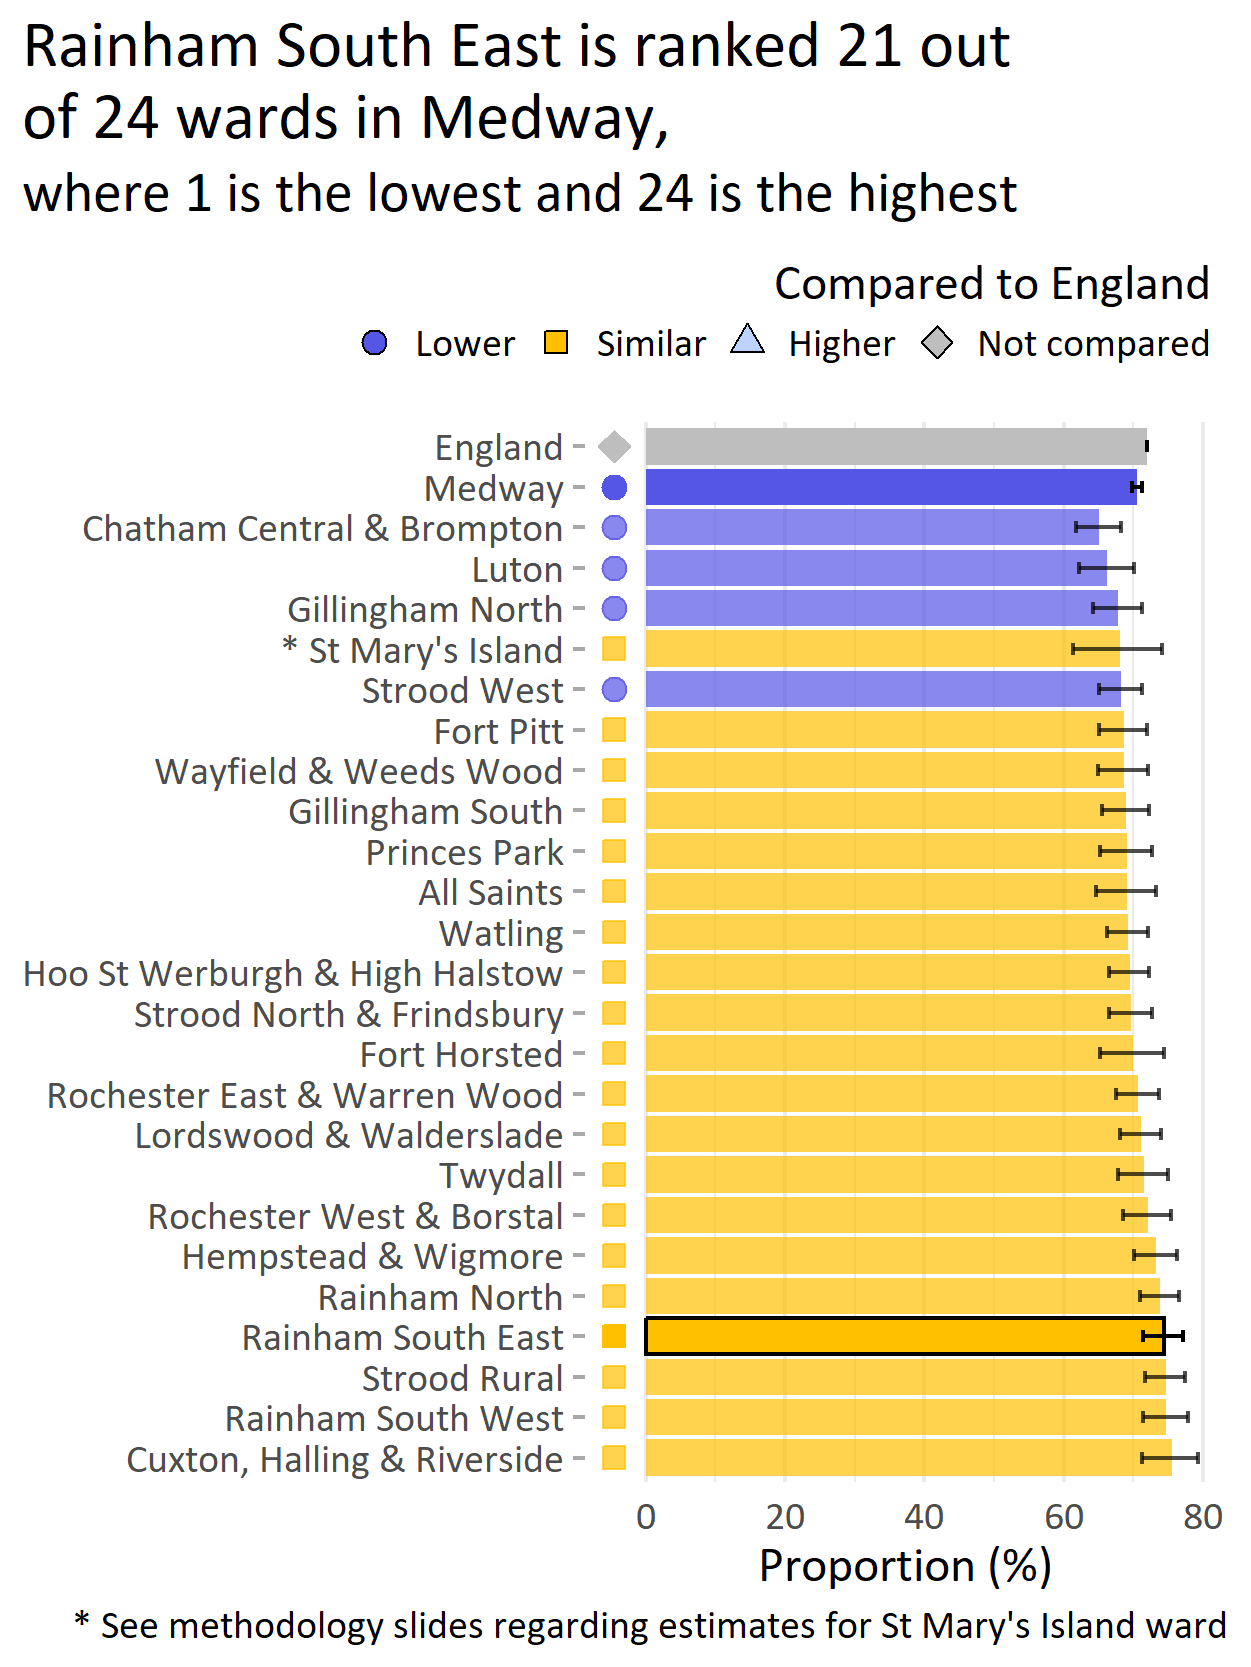 Rainham South East is ranked 21 out
of 24 wards in Medway,
where 1 is the lowest and 24 is the highest
Compared to England
Lower Similar Higher Not compared
England
Medway
Chatham Central & Brompton
Luton
Gillingham North
* St Mary's Island
Strood West
Fort Pitt
Wayfield & Weeds Wood
Gillingham South
Princes Park
All Saints
Watling
Hoo St Werburgh & High Halstow
Strood North & Frindsbury
Fort Horsted
Rochester East & Warren Wood
Lordswood & Walderslade
Twydall
Rochester West & Borstal
Hempstead & Wigmore
Rainham North
Rainham South East
Strood Rural
Rainham South West
Cuxton, Halling & Riverside
0 20 40 60 80
Proportion (%)
* See methodology slides regarding estimates for St Mary's Island ward